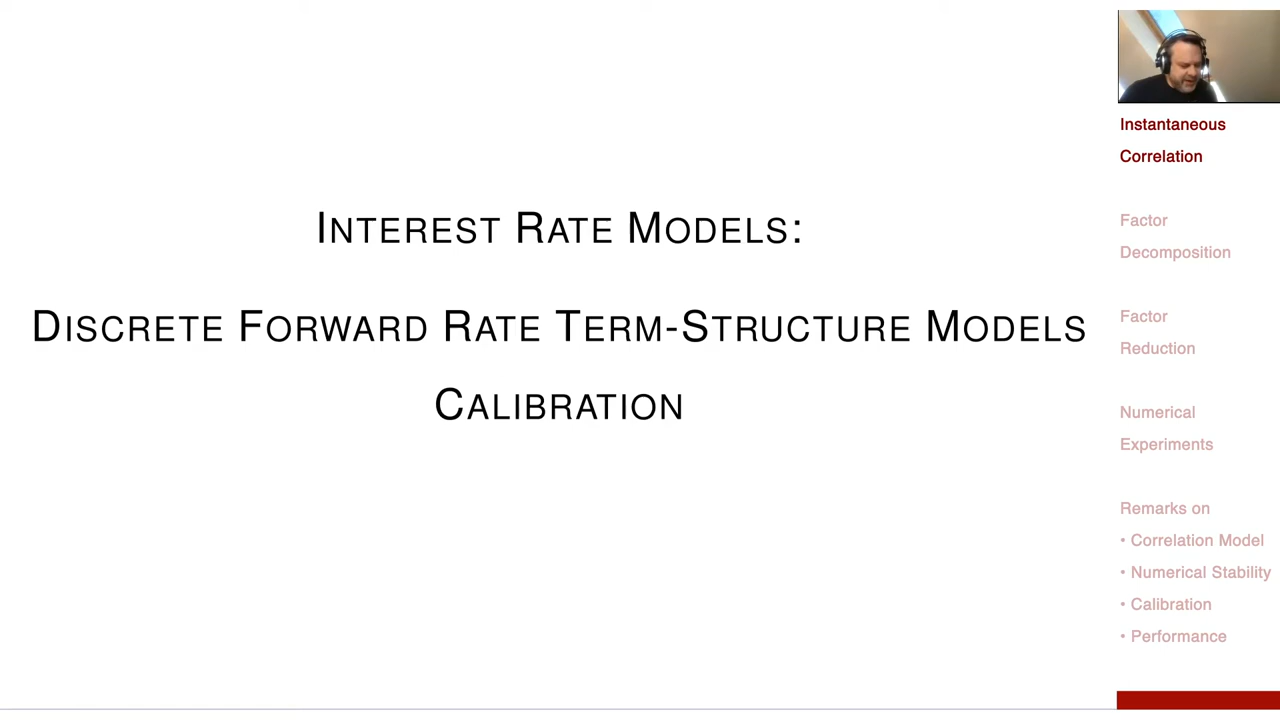 INTEREST RATE MODELS:
DISCRETE FORWARD RATE TERM-STRUCTURE MODELS
CALIBRATION
Instantaneous
Correlation
Factor
Decomposition
Factor
Reduction
Numerical
Experiments
Remarks on
• Correlation Model
• Numerical Stability
• Calibration
• Performance